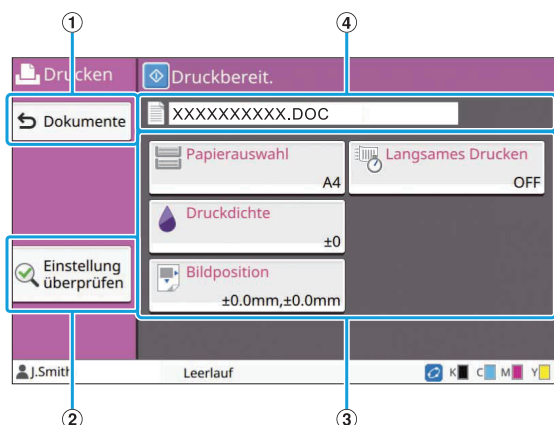 ① ④
Drucken Druckbereit.
Dokumente XXXXXXXXXX.DOC
Papierauswahl Langsames Drucken
A4 OFF
Druckdichte
±0
Einstellung
überprüfen
Bildposition
±0.0mm,±0.0mm
J.Smith Leerlauf K C M Y
② ③